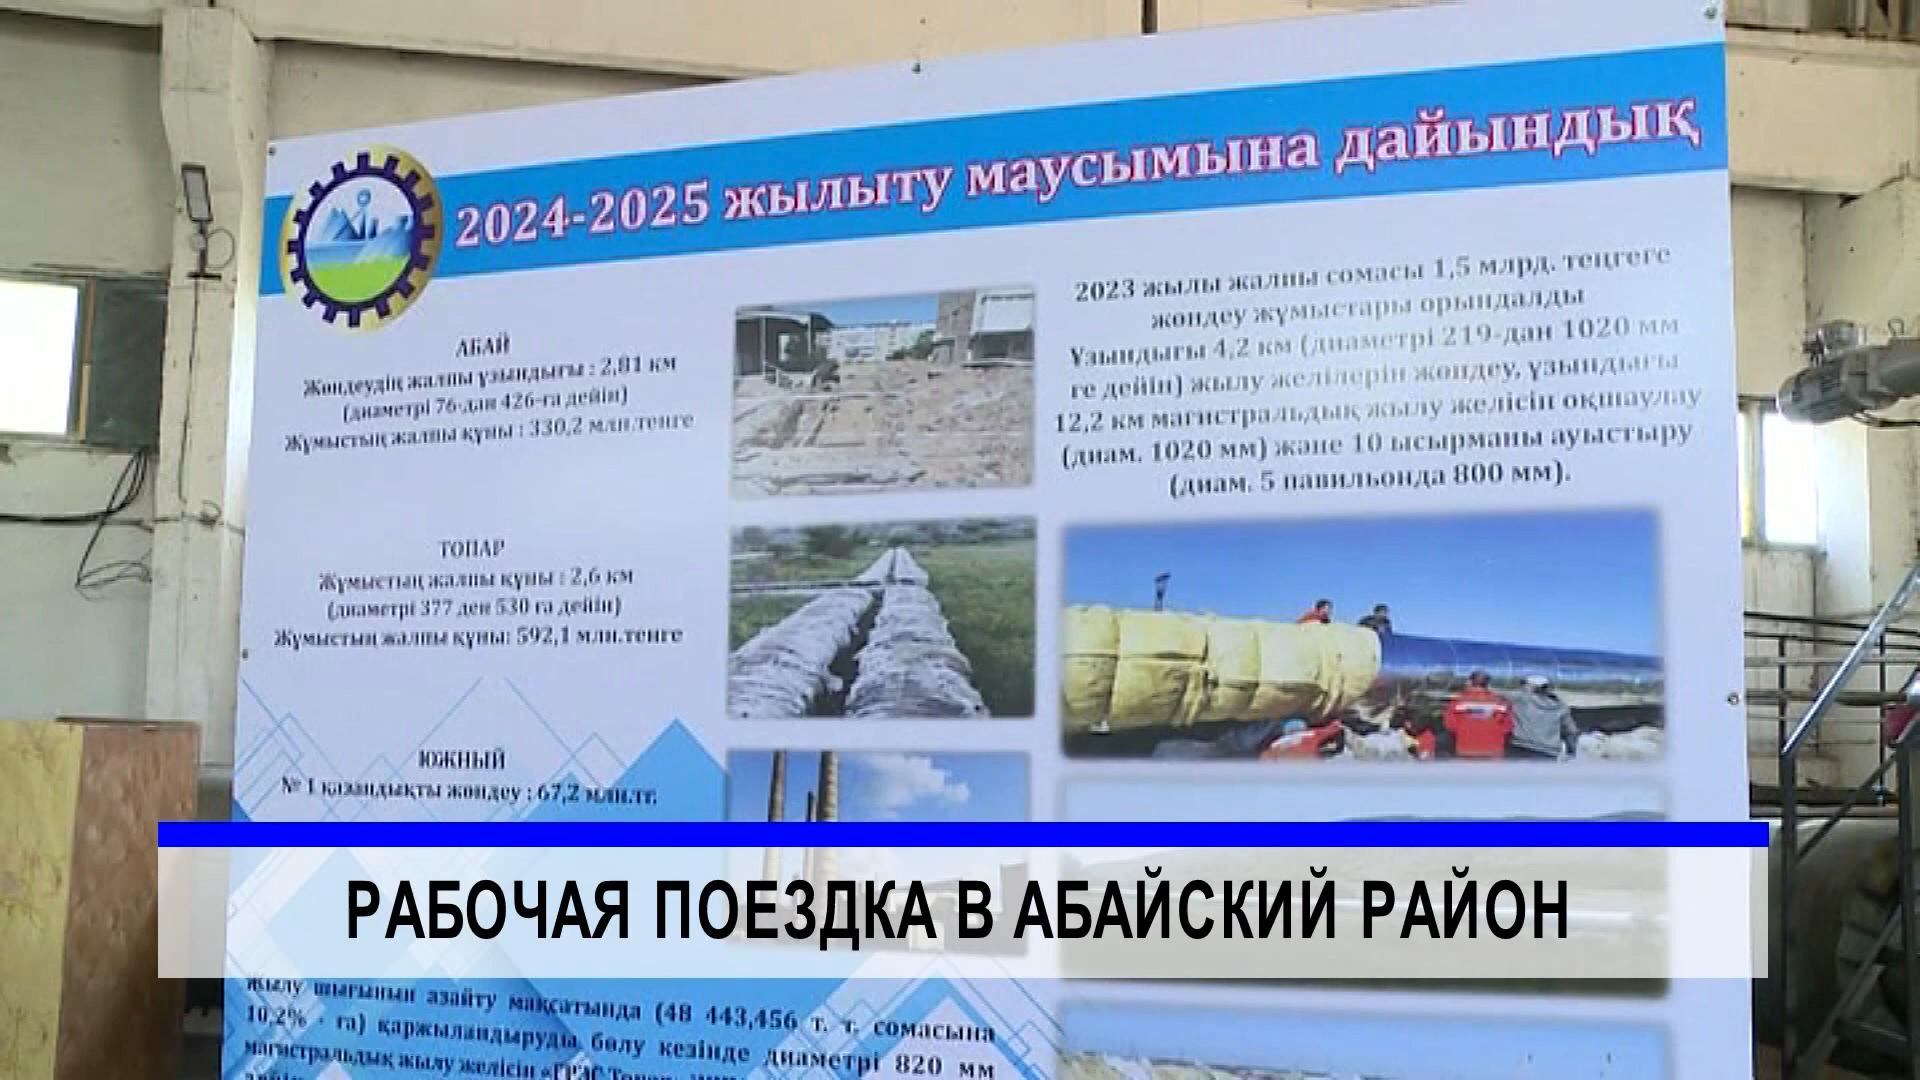 2024-2025 жылыту маусымына дайындық
АБАЙ
Жөндеудің жалпы ұзындығы : 2,81 км
(диаметрі 76-дан 426-ға дейін)
Жұмыстың жалпы құны : 330,2 млн.тенге
ТОПАР
Жұмыстың жалпы құны : 2,6 км
(диаметрі 377 ден 530 ға дейін)
Жұмыстың жалпы құны: 592,1 млн.тенге
ЮЖНЫЙ
№ 1 қазандықты жөндеу : 67,2 млн.тг.
2023 жылы жалпы сомасы 1,5 млрд. теңгеге
жөндеу жұмыстары орындалды
Ұзындығы 4,2 км (диаметрі 219-дан 1020 мм
ге дейін) жылу желілерін жөндеу, ұзындығы
12,2 км магистральдық жылу желісін оқшаулау
(диам. 1020 мм) және 10 ысырманы ауыстыру
(диам. 5 павильонда 800 мм).
РАБОЧАЯ ПОЕЗДКА В АБАЙСКИЙ РАЙОН
Жылу шығынын азайту мақсатында (48 443,456 т. т. сомасына
10,2% - ға) қаржыландыруды бөлу кезінде диаметрі 820 мм
магистральдық жылу желісін «ГРЭС Топар»